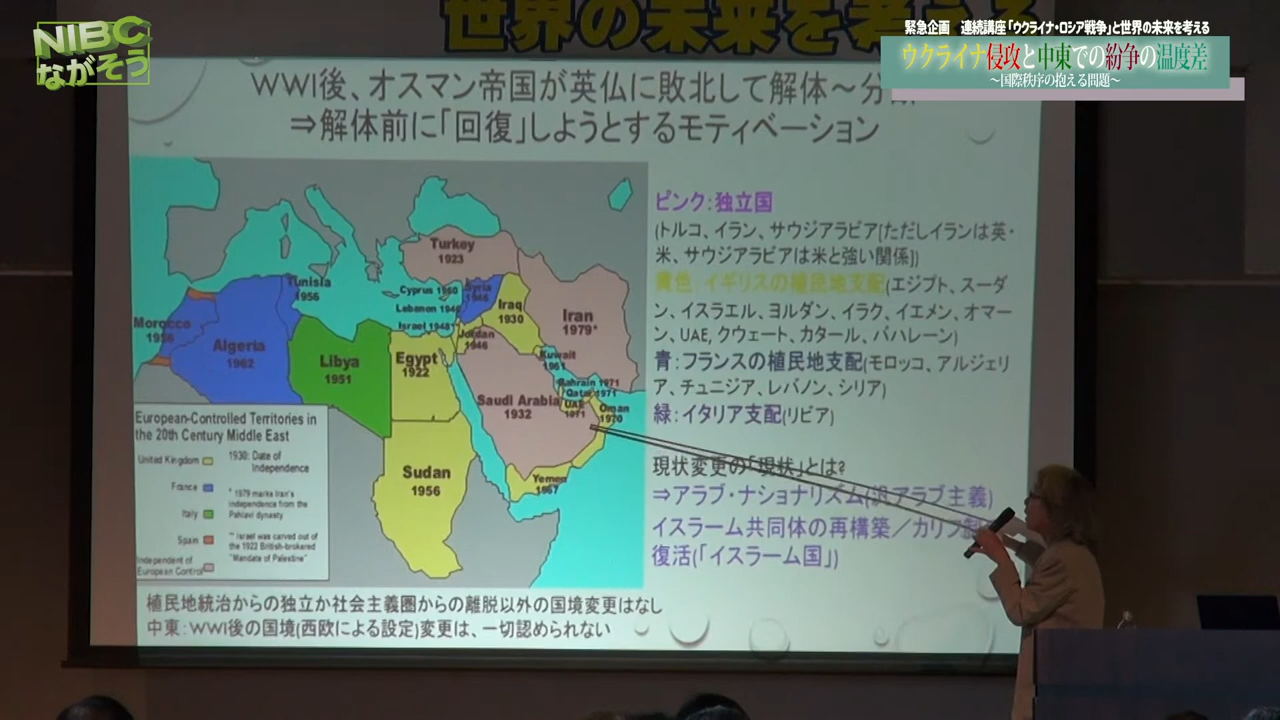 NIBC
ながそう
緊急企画 連続講座「ウクライナ・ロシア戦争」と世界の未来を考える
ウクライナ侵攻と中東での紛争の温度差
～国際秩序の抱える問題～
世界の未来を考える
WWI後、オスマン帝国が英仏に敗北して解体～分
⇒解体前に「回復」しようとするモティベーション
Turkey
1923
Tunisia
1956
Cyprus 1960
Syria
1946
Lebanon 1946
Iraq
1930
Iran
1979*
Israel 1948**
Morocco
1956
Algeria
1962
Libya
1951
Egypt
1922
Jordan
1946
Kuwait
1961
Bahrain 1971
Qatar 1971
UAE
1971
Saudi Arabia
1932
Oman
1970
Sudan
1956
Yemen
1967
European-Controlled Territories in
the 20th Century Middle East
United Kingdom
France
Italy
Spain
Independent of
European Control
1930: Date of
Independence
* 1979 marks Iran's
independence from the
Pahlavi dynasty
** Israel was carved out of
the 1922 British-brokered
"Mandate of Palestine"
ピンク:独立国
(トルコ、イラン、サウジアラビア[ただしイランは英・
米、サウジアラビアは米と強い関係])
黄色 イギリスの植民地支配(エジプト、スーダ
ン、イスラエル、ヨルダン、イラク、イエメン、オマー
ン、UAE, クウェート、カタール、バハレーン)
青:フランスの植民地支配(モロッコ、アルジェリ
ア、チュニジア、レバノン、シリア)
緑:イタリア支配(リビア)
現状変更の「現状」とは?
⇒アラブ・ナショナリズム(汎アラブ主義)
イスラーム共同体の再構築／カリフ制
復活(「イスラーム国」)
植民地統治からの独立か社会主義圏からの離脱以外の国境変更はなし
中東:WWI後の国境(西欧による設定)変更は、一切認められない